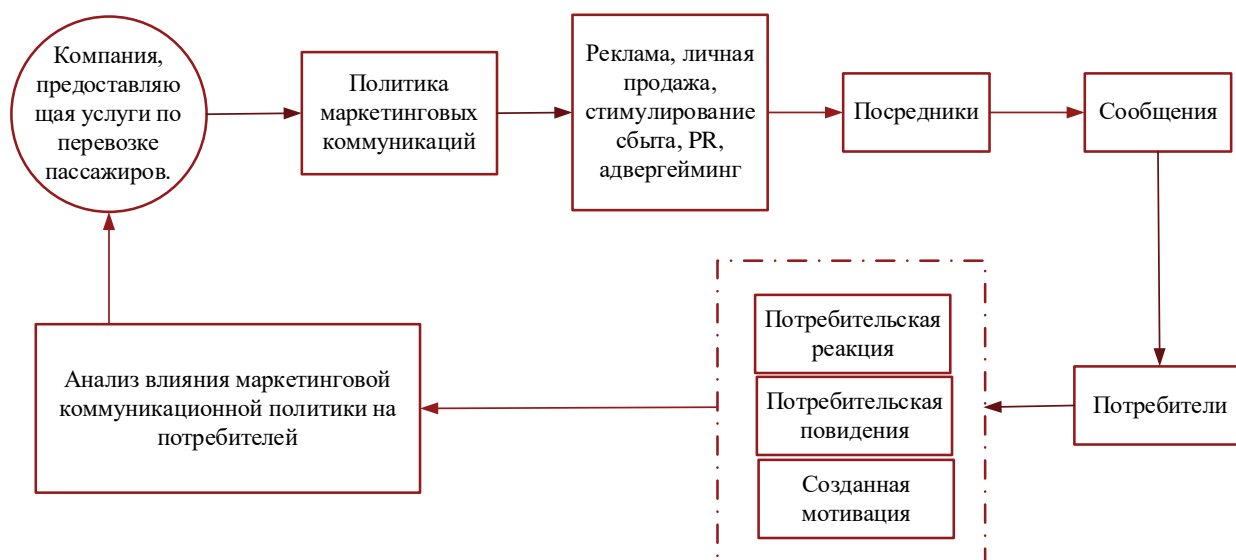 Компания,
предоставляю
щая услуги по
перевозке
пассажиров.
Политика
маркетинговых
коммуникаций
Реклама, личная
продажа,
стимулирование
сбыта, PR,
адвергейминг
Посредники
Сообщения
Потребители
Потребительская
реакция
Потребительская
повидения
Созданная
мотивация
Анализ влияния маркетинговой
коммуникационной политики на
потребителей